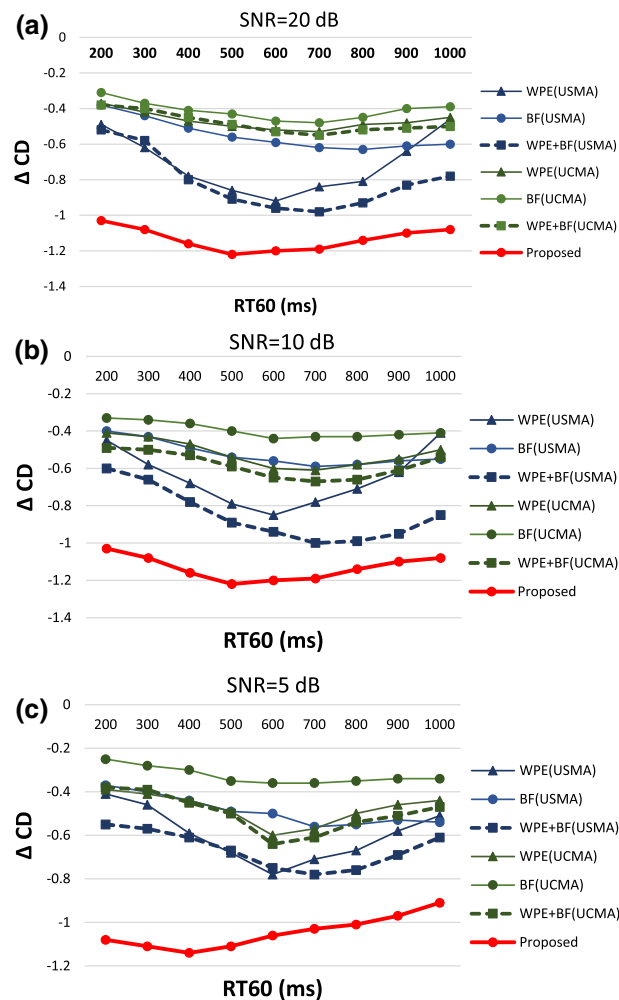 (a)
SNR=20 dB
0
200 300 400 500 600 700 800 900 1000
-0.2
-0.4
-0.6
-0.8
-1
-1.2
-1.4
Δ CD
RT60 (ms)
WPE(USMA)
BF(USMA)
WPE+BF(USMA)
WPE(UCMA)
BF(UCMA)
WPE+BF(UCMA)
Proposed
(b)
SNR=10 dB
0
200 300 400 500 600 700 800 900 1000
-0.2
-0.4
-0.6
-0.8
-1
-1.2
-1.4
Δ CD
RT60 (ms)
WPE(USMA)
BF(USMA)
WPE+BF(USMA)
WPE(UCMA)
BF(UCMA)
WPE+BF(UCMA)
Proposed
(c)
SNR=5 dB
0
200 300 400 500 600 700 800 900 1000
-0.2
-0.4
-0.6
-0.8
-1
-1.2
Δ CD
RT60 (ms)
WPE(USMA)
BF(USMA)
WPE+BF(USMA)
WPE(UCMA)
BF(UCMA)
WPE+BF(UCMA)
Proposed